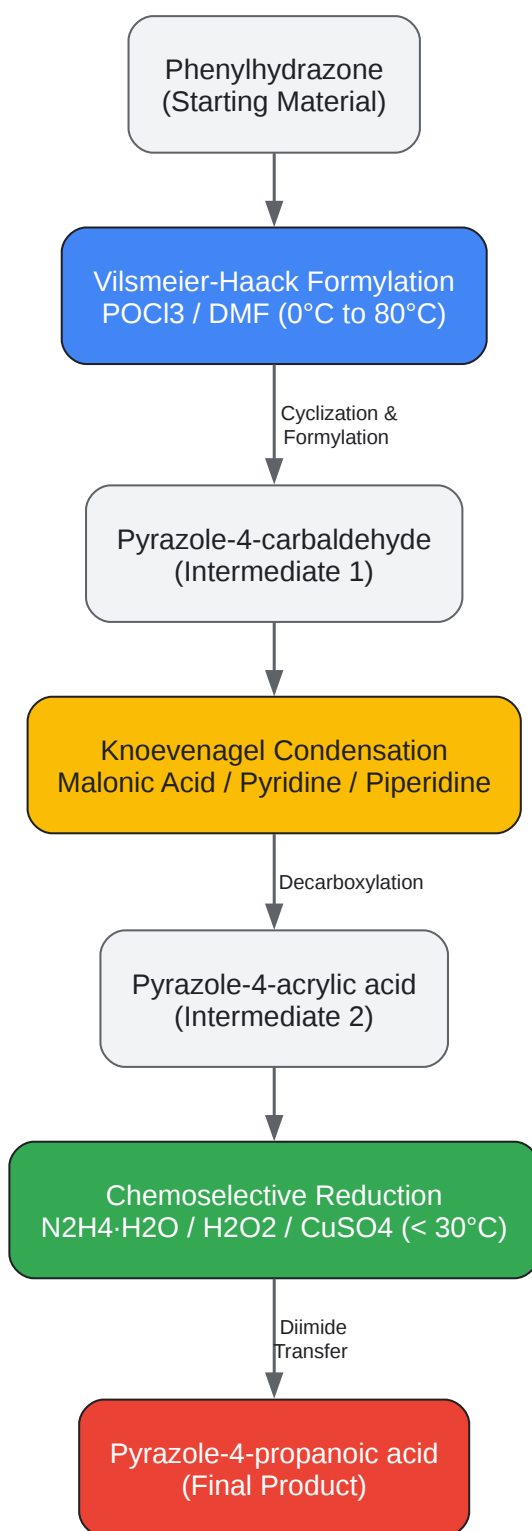 Phenylhydrazone
(Starting Material)
Vilsmeier-Haack Formylation
POCl3 / DMF (0°C to 80°C)
Cyclization &
Formylation
Pyrazole-4-carbaldehyde
(Intermediate 1)
Knoevenagel Condensation
Malonic Acid / Pyridine / Piperidine
Decarboxylation
Pyrazole-4-acrylic acid
(Intermediate 2)
Chemoselective Reduction
N2H4·H2O / H2O2 / CuSO4 (< 30°C)
Diimide
Transfer
Pyrazole-4-propanoic acid
(Final Product)